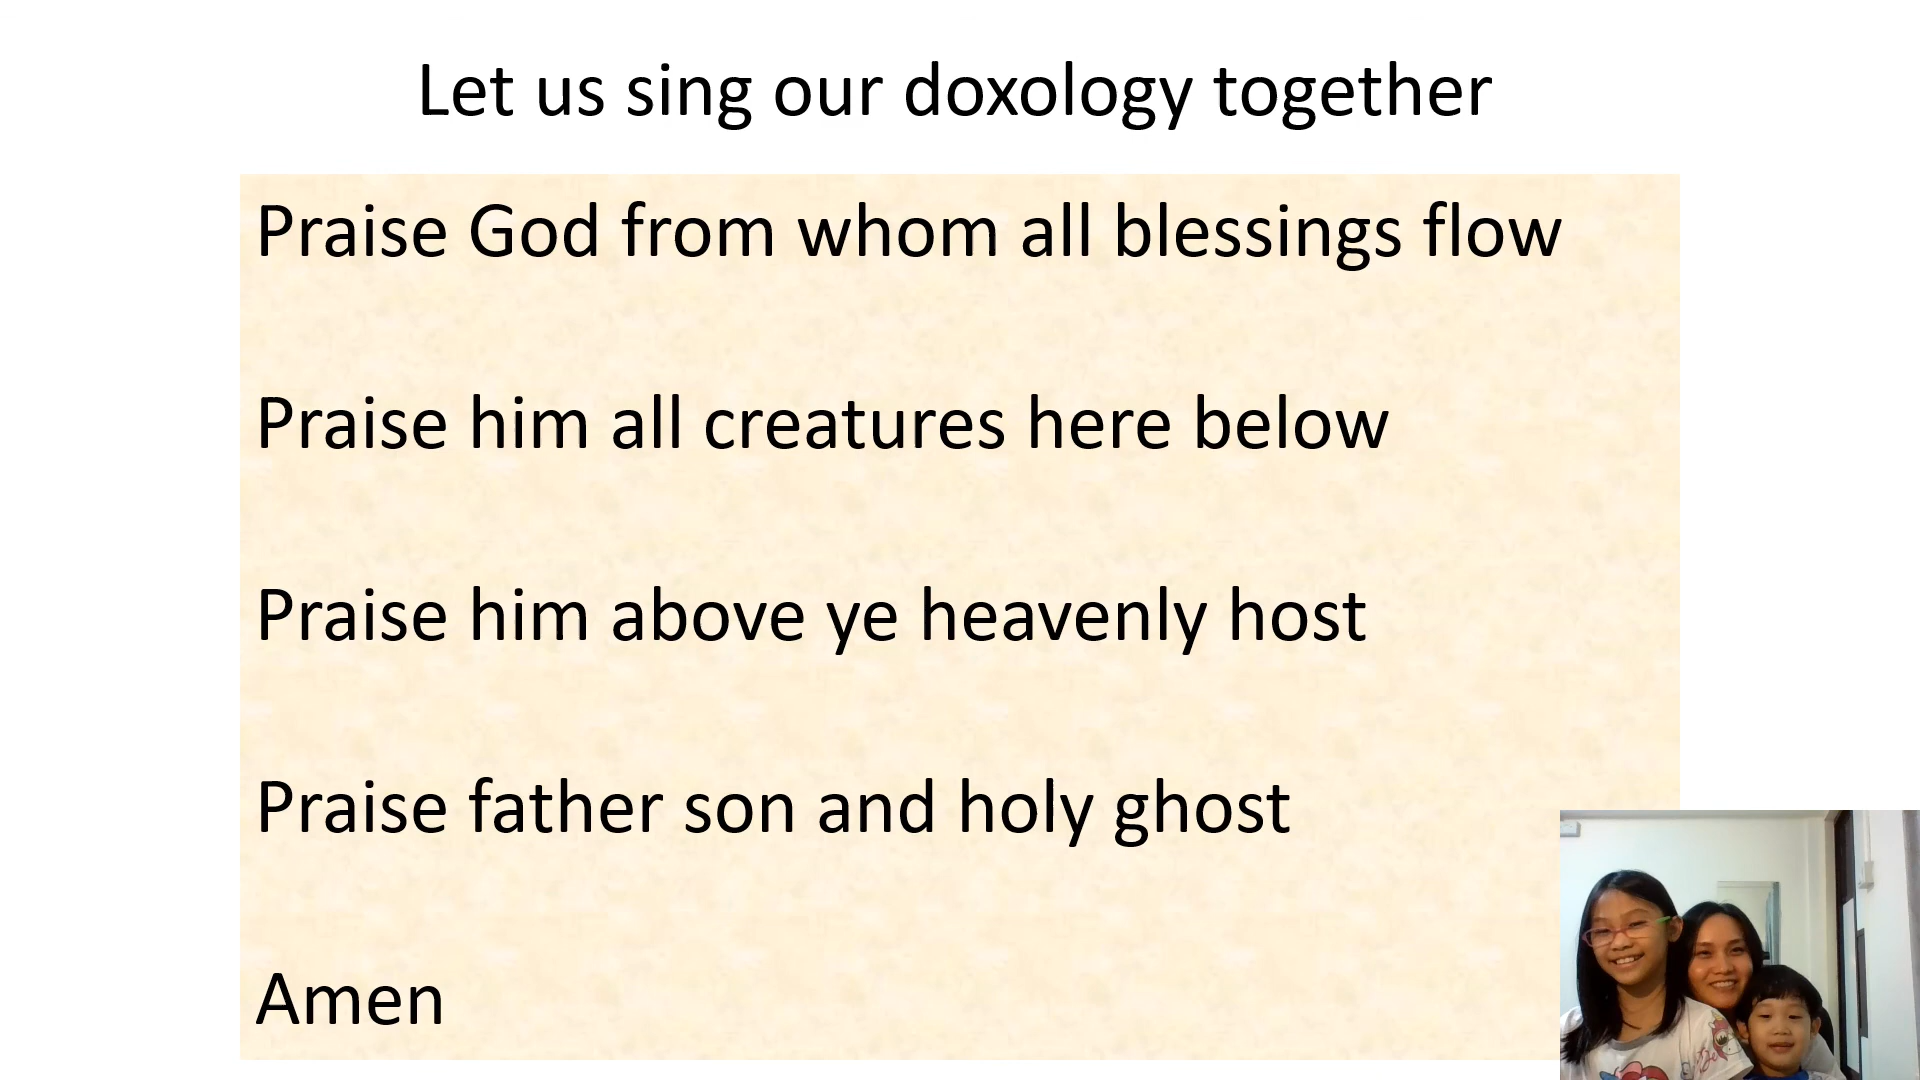 Let us sing our doxology together
Praise God from whom all blessings flow
Praise him all creatures here below
Praise him above ye heavenly host
Praise father son and holy ghost
Amen